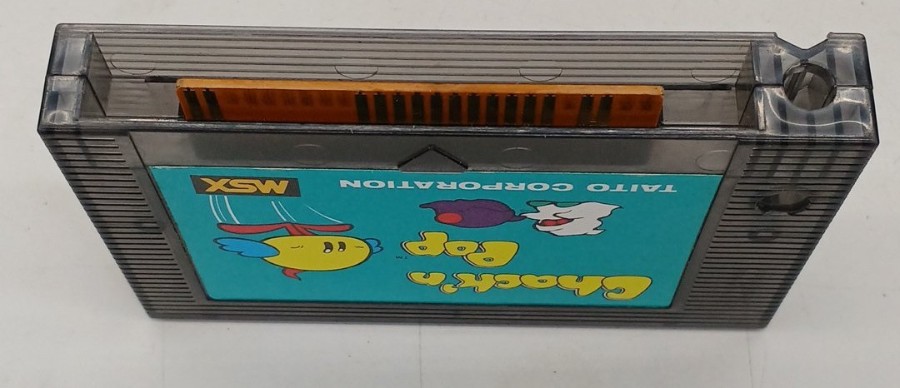 Chack'n
Pop
TAITO CORPORATION
MSX